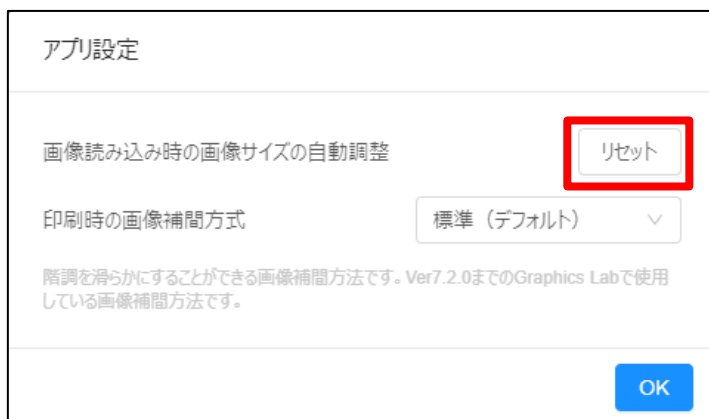 アプリ設定
画像読み込み時の画像サイズの自動調整
リセット
印刷時の画像補間方式
標準（デフォルト）
階調を滑らかにすることができる画像補間方法です。Ver7.2.0までのGraphics Labで使用
している画像補間方法です。
OK